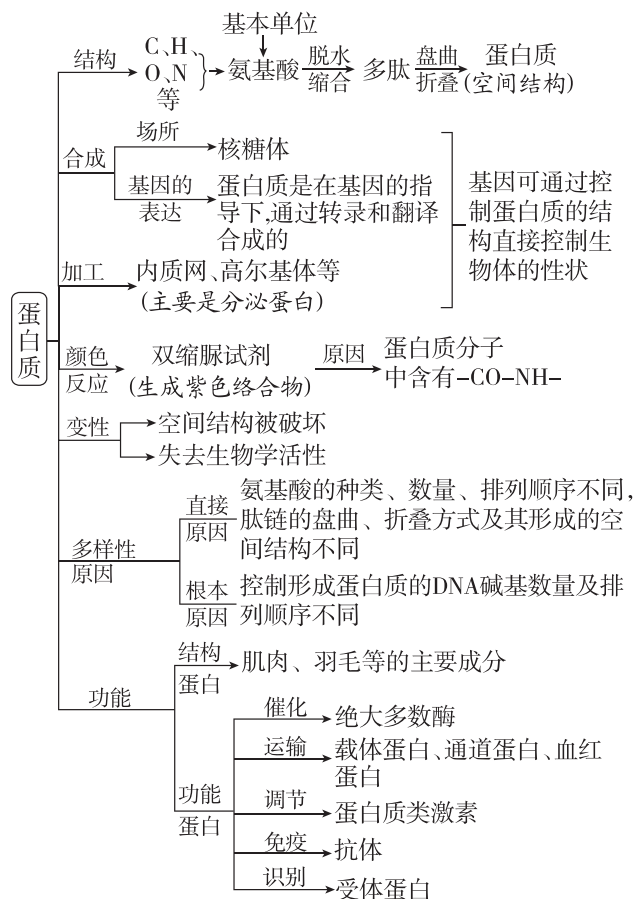 基本单位
结构
C、H、
O、N
等
氨基酸
脱水
缩合
多肽
盘曲
折叠
蛋白质
(空间结构)
合成
场所
核糖体
基因的
表达
蛋白质是在基因的指
导下,通过转录和翻译
合成的
加工
内质网、高尔基体等
(主要是分泌蛋白)
基因可通过控
制蛋白质的结
构直接控制生
物体的性状
蛋白质
颜色
反应
双缩脲试剂
(生成紫色络合物)
原因
蛋白质分子
中含有-CO-NH-
变性
空间结构被破坏
失去生物学活性
多样性
原因
直接
原因
氨基酸的种类、数量、排列顺序不同,
肽链的盘曲、折叠方式及其形成的空
间结构不同
根本
原因
控制形成蛋白质的DNA碱基数量及排
列顺序不同
功能
结构
蛋白
肌肉、羽毛等的主要成分
功能
蛋白
催化
绝大多数酶
运输
载体蛋白、通道蛋白、血红
蛋白
调节
蛋白质类激素
免疫
抗体
识别
受体蛋白